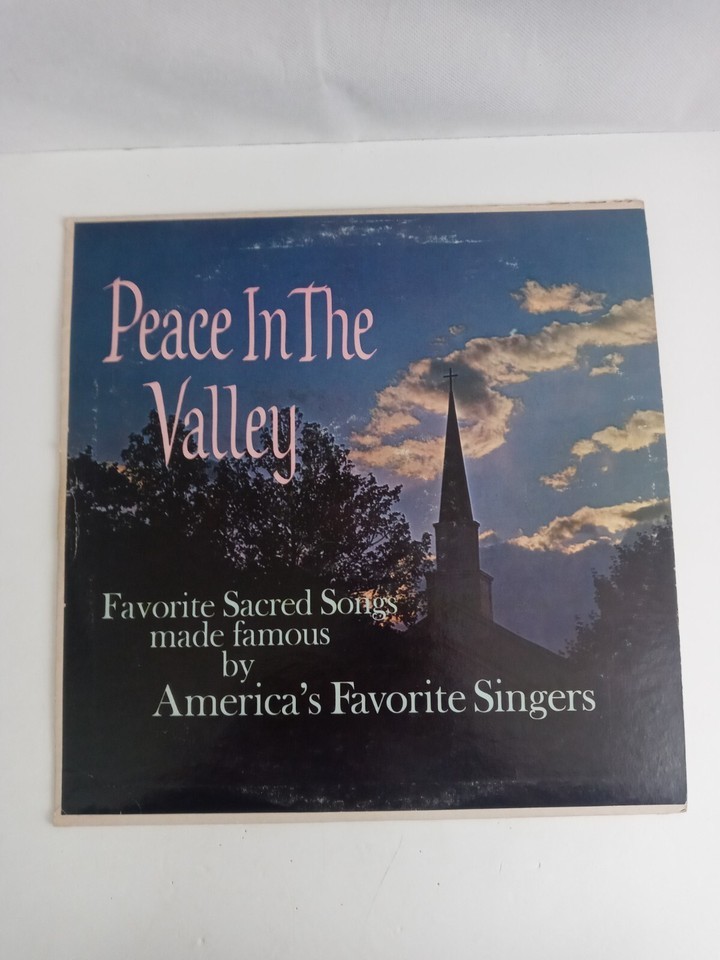 Peace In The
Valley
Favorite Sacred Songs
made famous
by
America's Favorite Singers